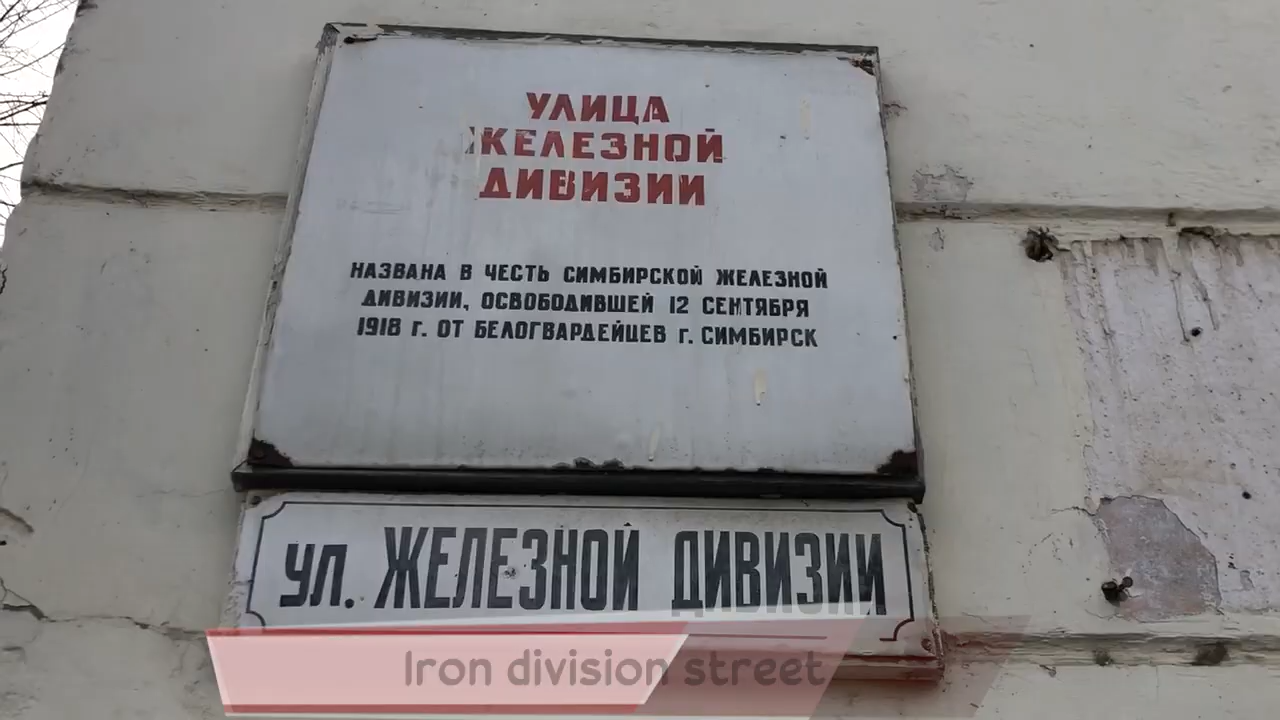 УЛИЦА
ЖЕЛЕЗНОЙ
ДИВИЗИИ
НАЗВАНА В ЧЕСТЬ СИМБИРСКОЙ ЖЕЛЕЗНОЙ
ДИВИЗИИ, ОСВОБОДИВШЕЙ 12 СЕНТЯБРЯ
1918 г. ОТ БЕЛОГВАРДЕЙЦЕВ г. СИМБИРСК
УЛ. ЖЕЛЕЗНОЙ ДИВИЗИИ
Iron division street